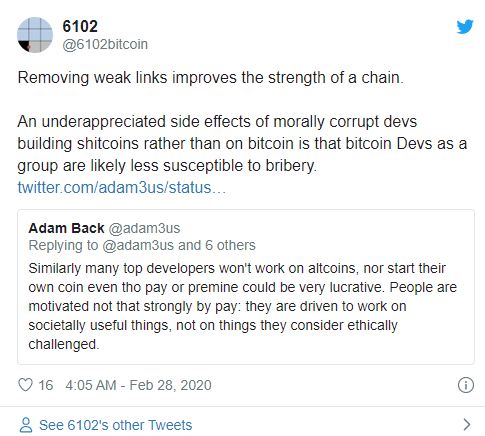 6102
@6102bitcoin
Removing weak links improves the strength of a chain.
An underappreciated side effects of morally corrupt devs
building shitcoins rather than on bitcoin is that bitcoin Devs as a
group are likely less susceptible to bribery.
twitter.com/adam3us/status…
Adam Back @adam3us
Replying to @adam3us and 6 others
Similarly many top developers won't work on altcoins, nor start their
own coin even tho pay or premine could be very lucrative. People are
motivated not that strongly by pay: they are driven to work on
societally useful things, not on things they consider ethically
challenged.
16 4:05 AM - Feb 28, 2020
See 6102's other Tweets